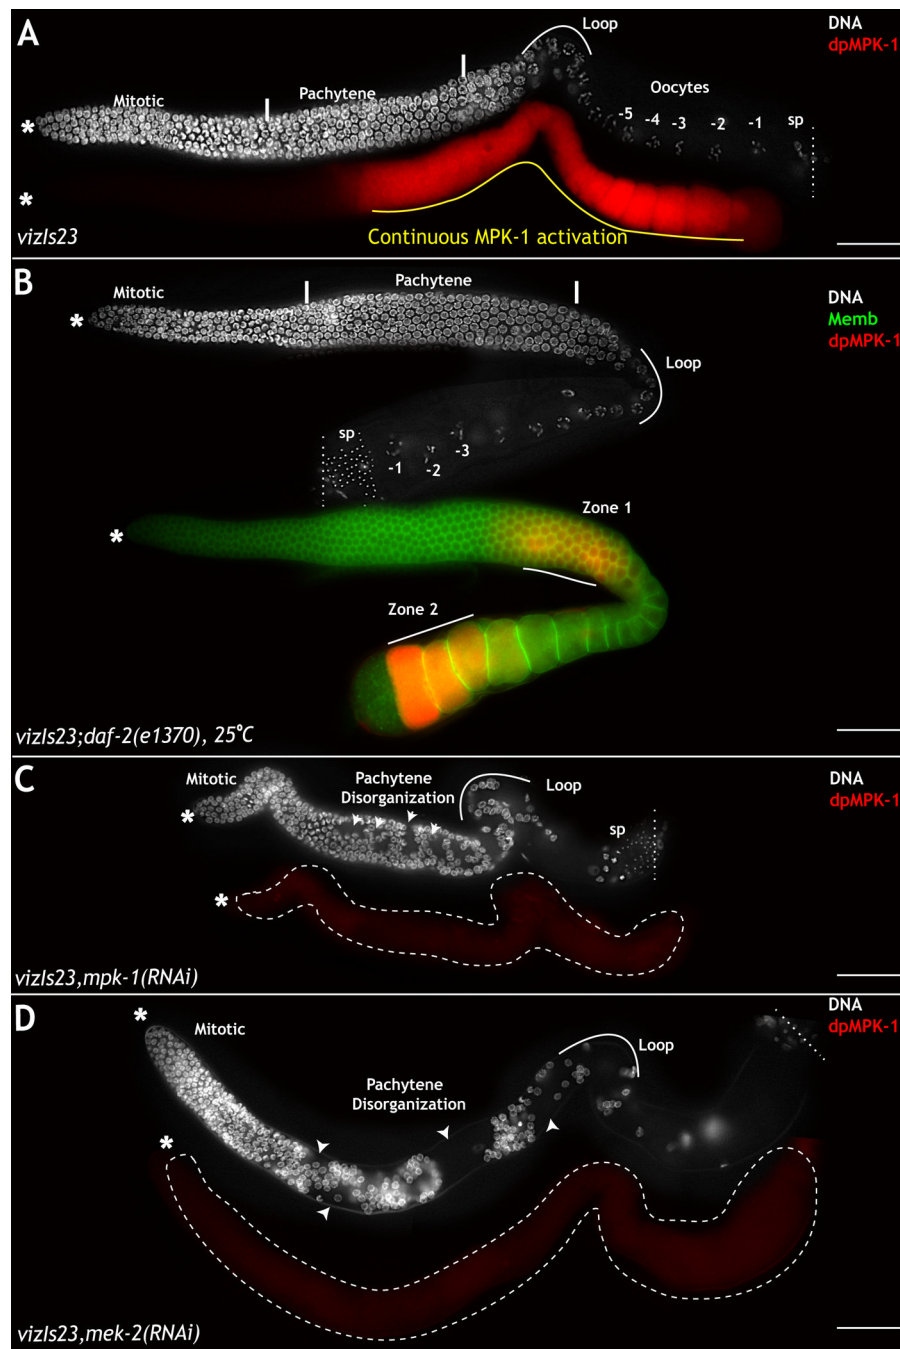 A
Loop
DNA
dpMPK-1
Mitotic
Pachytene
Oocytes
*
-5 -4 -3 -2 -1 sp
*
vizIs23
Continuous MPK-1 activation
B
Mitotic
Pachytene
DNA
Memb
dpMPK-1
*
Loop
sp
-1 -2 -3
*
Zone 1
Zone 2
vizIs23;daf-2(e1370), 25°C
C
Mitotic
Pachytene
Disorganization
Loop
DNA
dpMPK-1
*
sp
*
vizIs23,mpk-1(RNAi)
D
*
Mitotic
DNA
dpMPK-1
Loop
Pachytene
Disorganization
*
vizIs23,mek-2(RNAi)